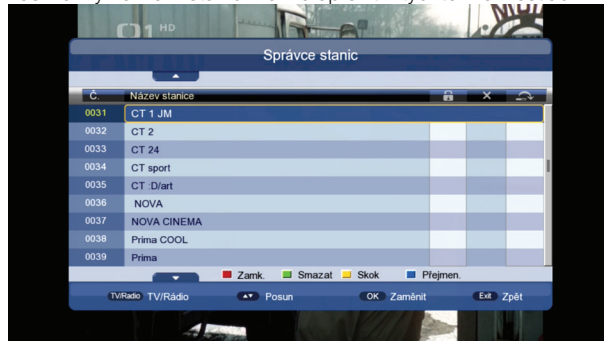 HD
Správce stanic
Č. Název stanice
0031 CT 1 JM
0032 CT 2
0033 CT 24
0034 CT sport
0035 CT :D/art
0036 NOVA
0037 NOVA CINEMA
0038 Prima COOL
0039 Prima
Zamk. Smazat Skok Přejmen.
TV/Radio TV/Rádio Posun OK Zaměnit Exit Zpět